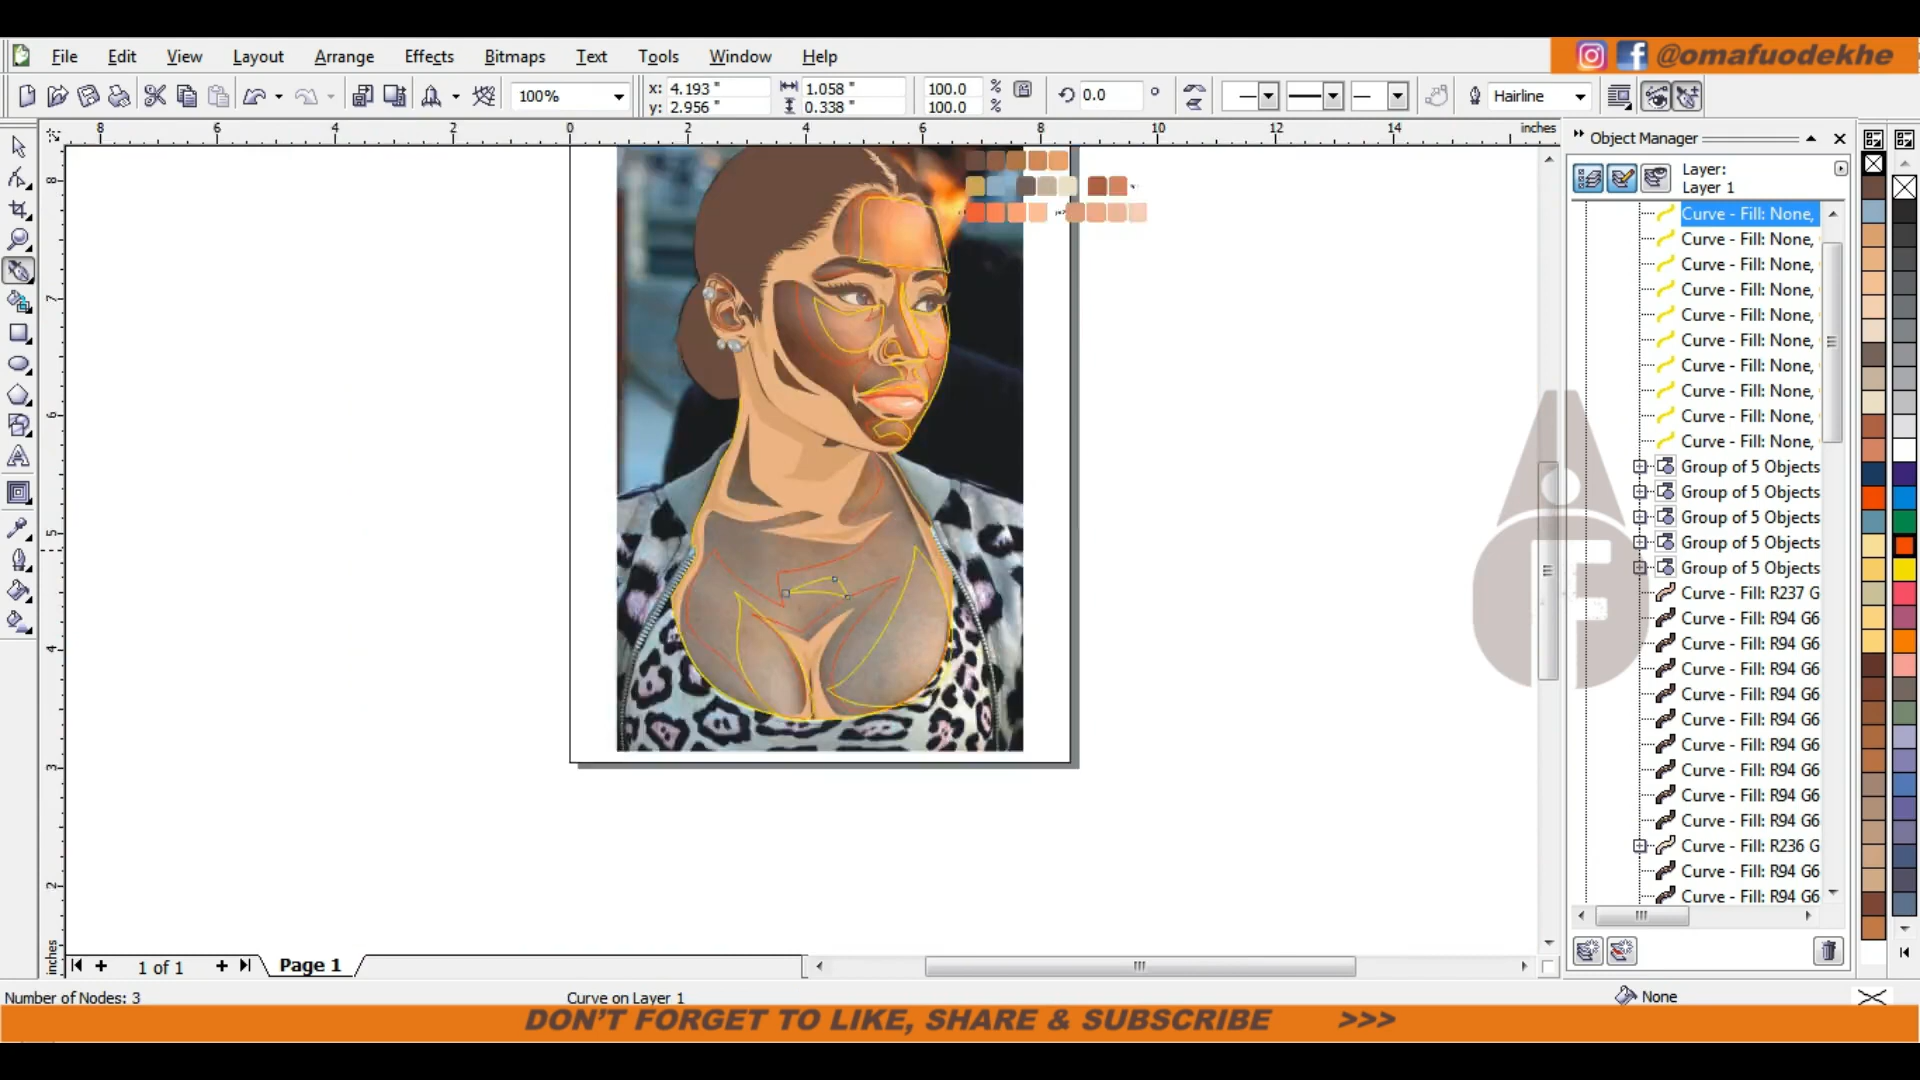 File Edit View Layout Arrange Effects Bitmaps Text Tools Window Help
@omafuodekhe
100% x: 4.193 " 1.058 " 100.0 % 0.0 ° Hairline
y: 2.956 " 0.338 " 100.0 %
8 6 4 2 0 2 4 6 8 10 12 14 inches
Object Manager
Layer:
Layer 1
8
7
6
5
4
3
2
inches
Curve - Fill: None,
Curve - Fill: None,
Curve - Fill: None,
Curve - Fill: None,
Curve - Fill: None,
Curve - Fill: None,
Curve - Fill: None,
Curve - Fill: None,
Curve - Fill: None,
Curve - Fill: None,
Group of 5 Objects
Group of 5 Objects
Group of 5 Objects
Group of 5 Objects
Group of 5 Objects
Curve - Fill: R237 G
Curve - Fill: R94 G6
Curve - Fill: R94 G6
Curve - Fill: R94 G6
Curve - Fill: R94 G6
Curve - Fill: R94 G6
Curve - Fill: R94 G6
Curve - Fill: R94 G6
Curve - Fill: R94 G6
Curve - Fill: R94 G6
Curve - Fill: R236 G
Curve - Fill: R94 G6
Curve - Fill: R94 G6
1 of 1 Page 1
Number of Nodes: 3 Curve on Layer 1 None
DON'T FORGET TO LIKE, SHARE & SUBSCRIBE >>>